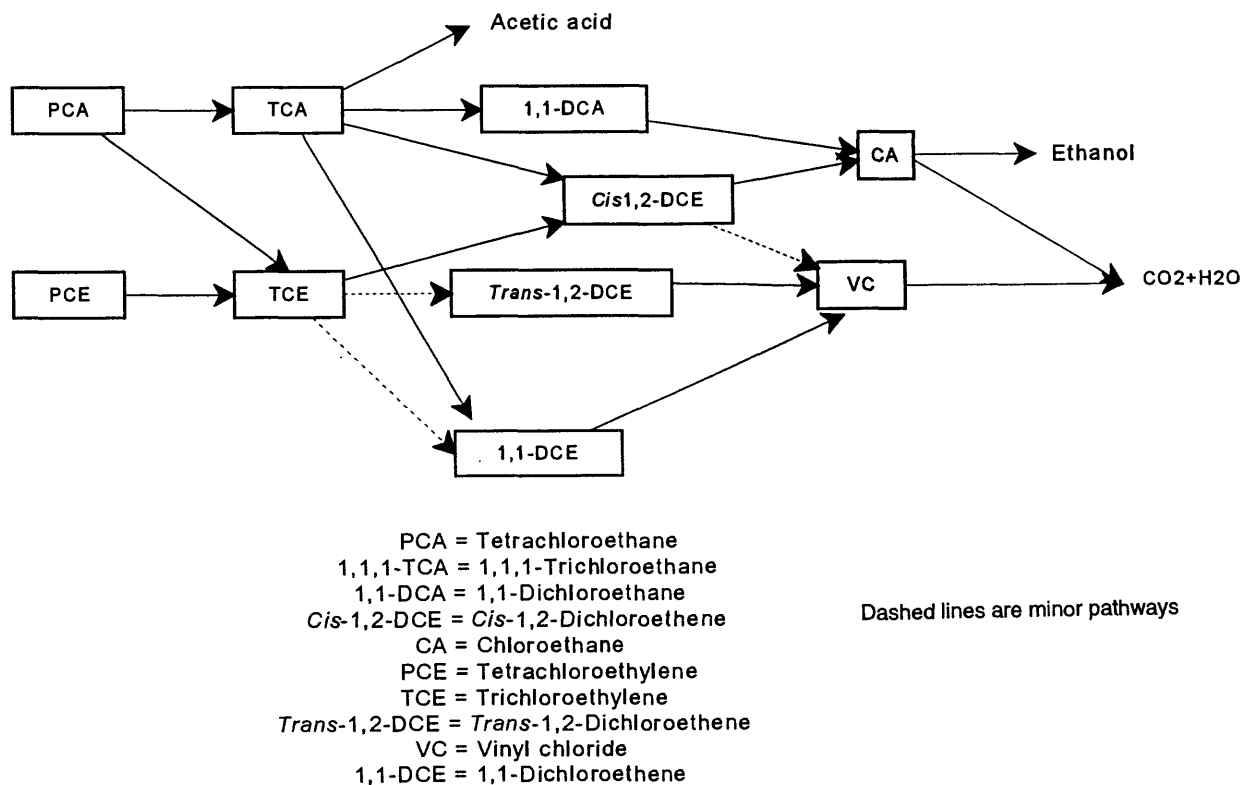 Acetic acid
PCA
TCA
1,1-DCA
CA
Ethanol
Cis1,2-DCE
PCE
TCE
Trans-1,2-DCE
VC
CO2+H2O
1,1-DCE
PCA = Tetrachloroethane
1,1,1-TCA = 1,1,1-Trichloroethane
1,1-DCA = 1,1-Dichloroethane
Cis-1,2-DCE = Cis-1,2-Dichloroethene
CA = Chloroethane
PCE = Tetrachloroethylene
TCE = Trichloroethylene
Trans-1,2-DCE = Trans-1,2-Dichloroethene
VC = Vinyl chloride
1,1-DCE = 1,1-Dichloroethene
Dashed lines are minor pathways